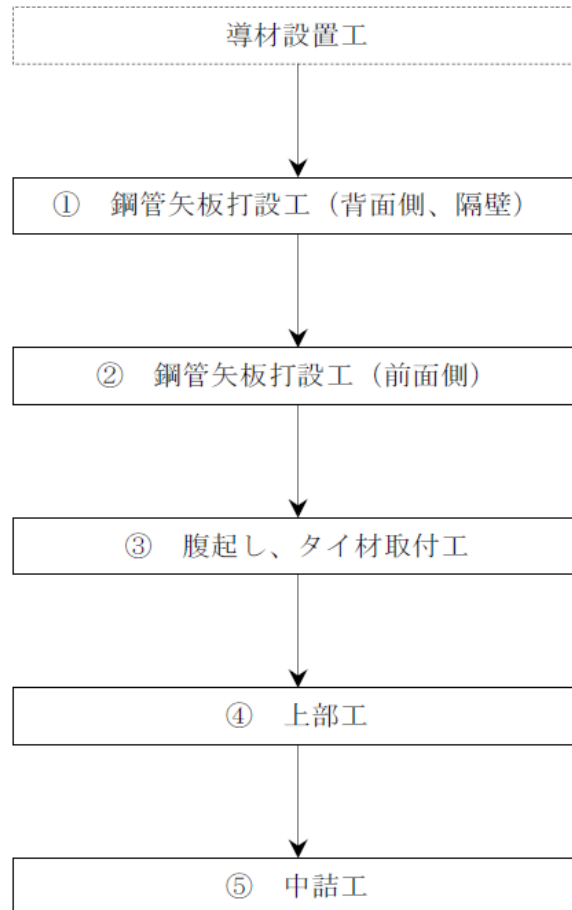 導材設置工
① 鋼管矢板打設工（背面側、隔壁）
② 鋼管矢板打設工（前面側）
③ 腹起し、タイ材取付工
④ 上部工
⑤ 中詰工